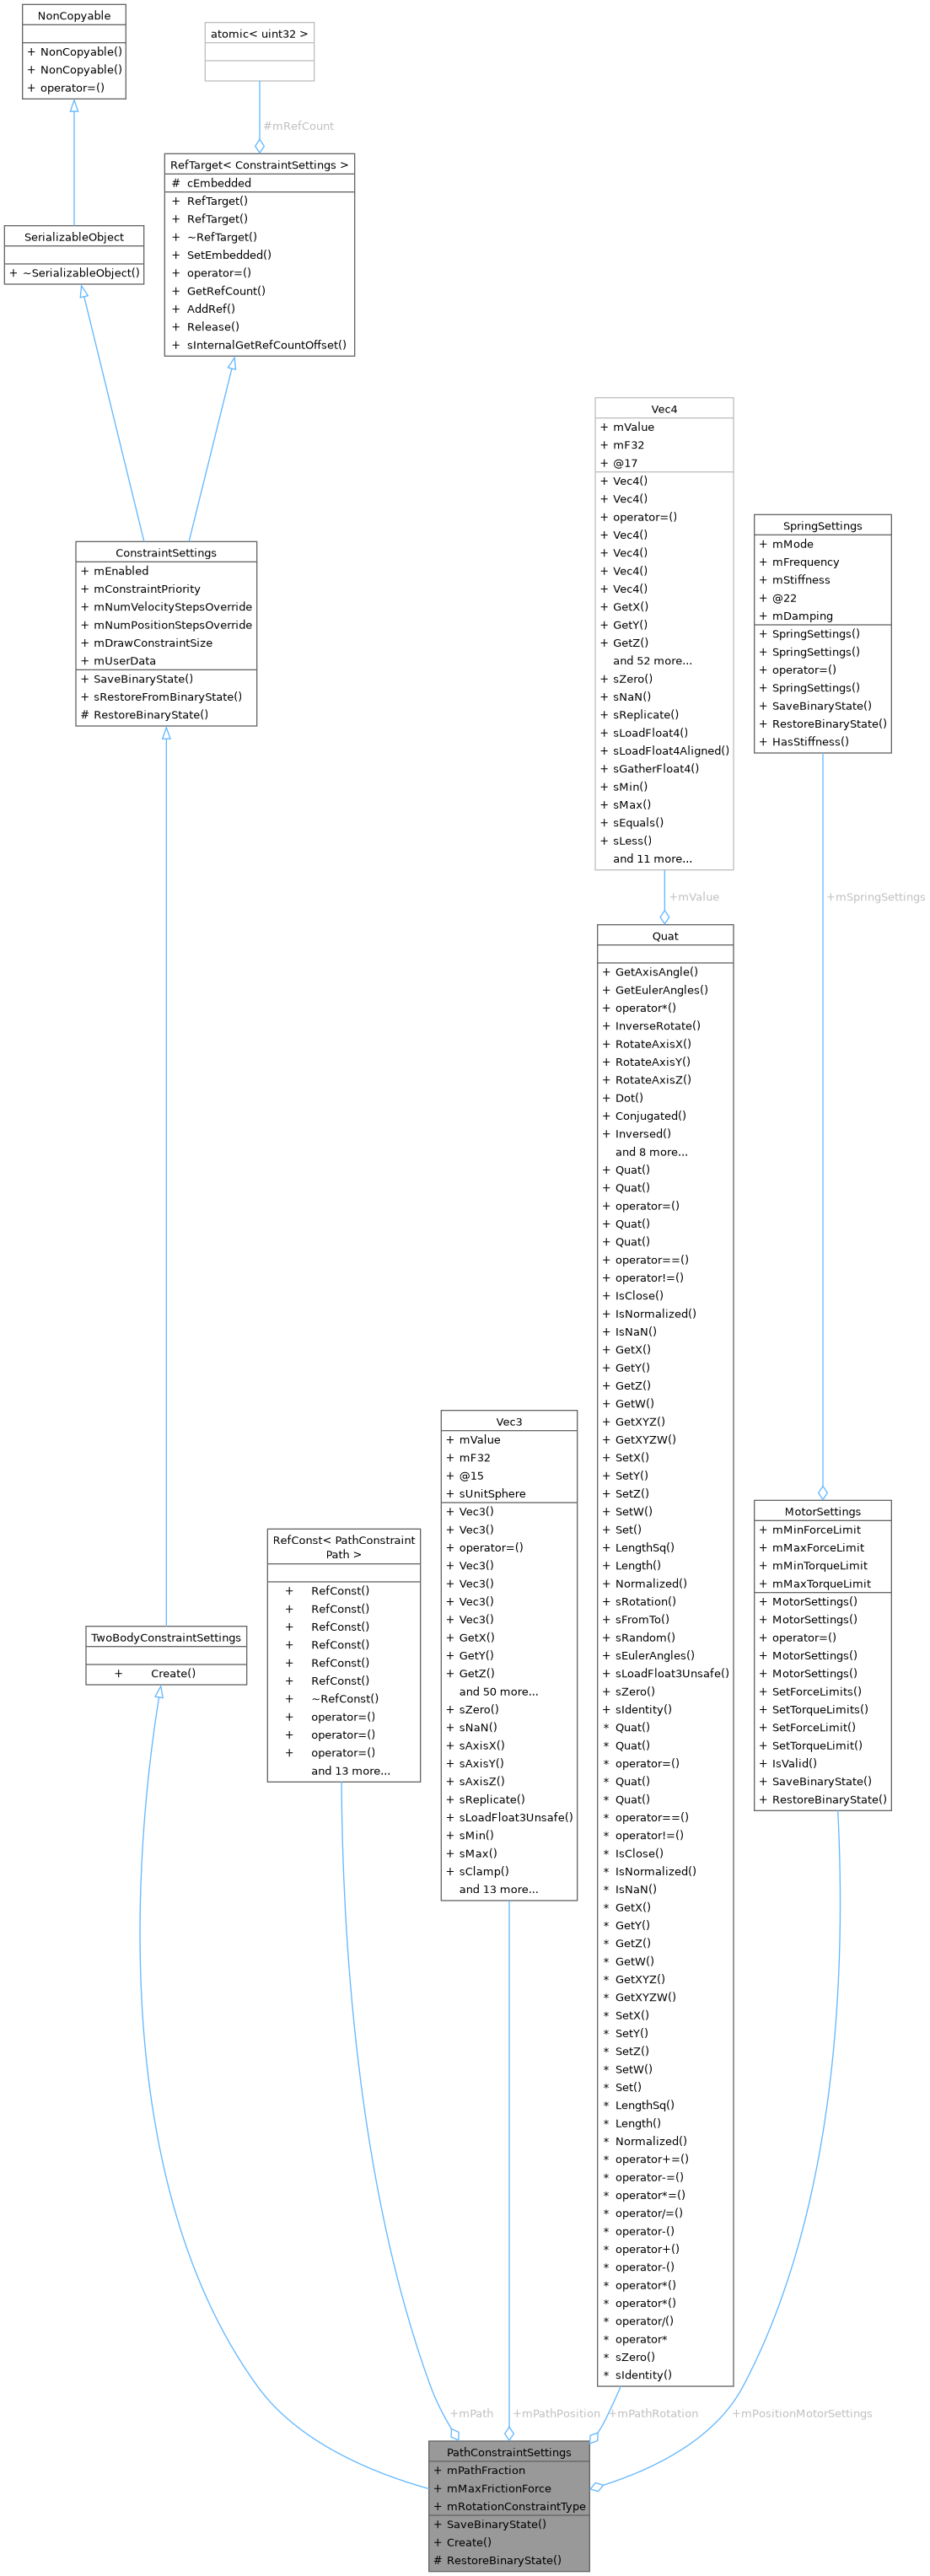 NonCopyable
+ NonCopyable()
+ NonCopyable()
+ operator=()
atomic< uint32 >
#mRefCount
RefTarget< ConstraintSettings >
# cEmbedded
+ RefTarget()
+ RefTarget()
+ ~RefTarget()
+ SetEmbedded()
+ operator=()
+ GetRefCount()
+ AddRef()
+ Release()
+ sInternalGetRefCountOffset()
SerializableObject
+ ~SerializableObject()
ConstraintSettings
+ mEnabled
+ mConstraintPriority
+ mNumVelocityStepsOverride
+ mNumPositionStepsOverride
+ mDrawConstraintSize
+ mUserData
+ SaveBinaryState()
+ sRestoreFromBinaryState()
# RestoreBinaryState()
Vec4
+ mValue
+ mF32
+ @17
+ Vec4()
+ Vec4()
+ operator=()
+ Vec4()
+ Vec4()
+ Vec4()
+ Vec4()
+ GetX()
+ GetY()
+ GetZ()
and 52 more...
+ sZero()
+ sNaN()
+ sReplicate()
+ sLoadFloat4()
+ sLoadFloat4Aligned()
+ sGatherFloat4()
+ sMin()
+ sMax()
+ sEquals()
+ sLess()
and 11 more...
SpringSettings
+ mMode
+ mFrequency
+ mStiffness
+ @22
+ mDamping
+ SpringSettings()
+ SpringSettings()
+ operator=()
+ SpringSettings()
+ SaveBinaryState()
+ RestoreBinaryState()
+ HasStiffness()
+mValue
+mSpringSettings
Quat
+ GetAxisAngle()
+ GetEulerAngles()
+ operator*()
+ InverseRotate()
+ RotateAxisX()
+ RotateAxisY()
+ RotateAxisZ()
+ Dot()
+ Conjugated()
+ Inversed()
and 8 more...
+ Quat()
+ Quat()
+ operator=()
+ Quat()
+ Quat()
+ operator==()
+ operator!=()
+ IsClose()
+ IsNormalized()
+ IsNaN()
+ GetX()
+ GetY()
+ GetZ()
+ GetW()
+ GetXYZ()
+ GetXYZW()
+ SetX()
+ SetY()
+ SetZ()
+ SetW()
+ Set()
+ LengthSq()
+ Length()
+ Normalized()
+ sRotation()
+ sFromTo()
+ sRandom()
+ sEulerAngles()
+ sLoadFloat3Unsafe()
+ sZero()
+ sIdentity()
* Quat()
* Quat()
* operator=()
* Quat()
* Quat()
* operator==()
* operator!=()
* IsClose()
* IsNormalized()
* IsNaN()
* GetX()
* GetY()
* GetZ()
* GetW()
* GetXYZ()
* GetXYZW()
* SetX()
* SetY()
* SetZ()
* SetW()
* Set()
* LengthSq()
* Length()
* Normalized()
* operator+=()
* operator-=()
* operator*=()
* operator/=()
* operator-()
* operator+()
* operator-()
* operator*()
* operator*()
* operator/()
* operator*
* sZero()
* sIdentity()
Vec3
+ mValue
+ mF32
+ @15
+ sUnitSphere
+ Vec3()
+ Vec3()
+ operator=()
+ Vec3()
+ Vec3()
+ Vec3()
+ Vec3()
+ GetX()
+ GetY()
+ GetZ()
and 50 more...
+ sZero()
+ sNaN()
+ sAxisX()
+ sAxisY()
+ sAxisZ()
+ sReplicate()
+ sLoadFloat3Unsafe()
+ sMin()
+ sMax()
+ sClamp()
and 13 more...
MotorSettings
+ mMinForceLimit
+ mMaxForceLimit
+ mMinTorqueLimit
+ mMaxTorqueLimit
+ MotorSettings()
+ MotorSettings()
+ operator=()
+ MotorSettings()
+ MotorSettings()
+ SetForceLimits()
+ SetTorqueLimits()
+ SetForceLimit()
+ SetTorqueLimit()
+ IsValid()
+ SaveBinaryState()
+ RestoreBinaryState()
RefConst< PathConstraint
Path >
+ RefConst()
+ RefConst()
+ RefConst()
+ RefConst()
+ RefConst()
+ RefConst()
+ ~RefConst()
+ operator=()
+ operator=()
+ operator=()
and 13 more...
TwoBodyConstraintSettings
+ Create()
+mPath
+mPathPosition
+mPathRotation
+mPositionMotorSettings
PathConstraintSettings
+ mPathFraction
+ mMaxFrictionForce
+ mRotationConstraintType
+ SaveBinaryState()
+ Create()
# RestoreBinaryState()